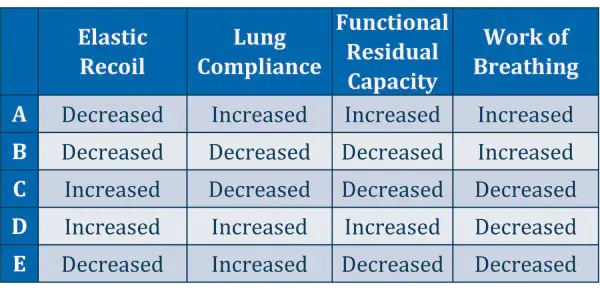 Elastic Recoil Lung Compliance Functional Residual Capacity Work of Breathing
A Decreased Increased Increased Increased
B Decreased Decreased Decreased Increased
C Increased Decreased Decreased Decreased
D Increased Increased Increased Decreased
E Decreased Increased Decreased Decreased